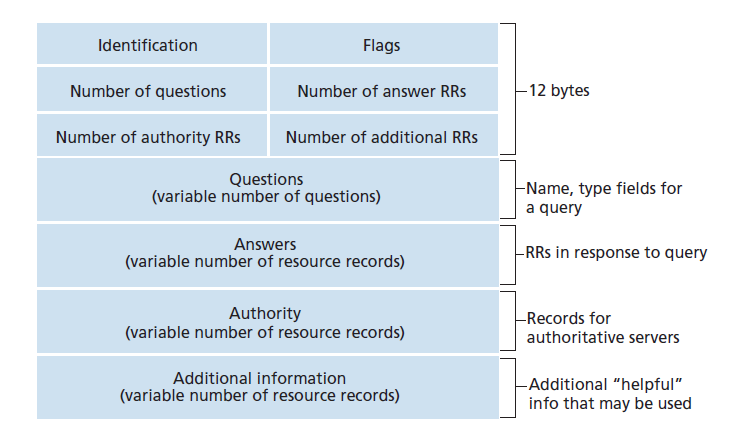 Identification
Flags
Number of questions
Number of answer RRs
12 bytes
Number of authority RRs
Number of additional RRs
Questions
(variable number of questions)
Name, type fields for
a query
Answers
(variable number of resource records)
RRs in response to query
Authority
(variable number of resource records)
Records for
authoritative servers
Additional information
(variable number of resource records)
Additional “helpful”
info that may be used